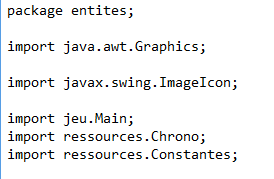 package entites;
import java.awt.Graphics;
import javax.swing.ImageIcon;
import jeu.Main;
import ressources.Chrono;
import ressources.Constantes;